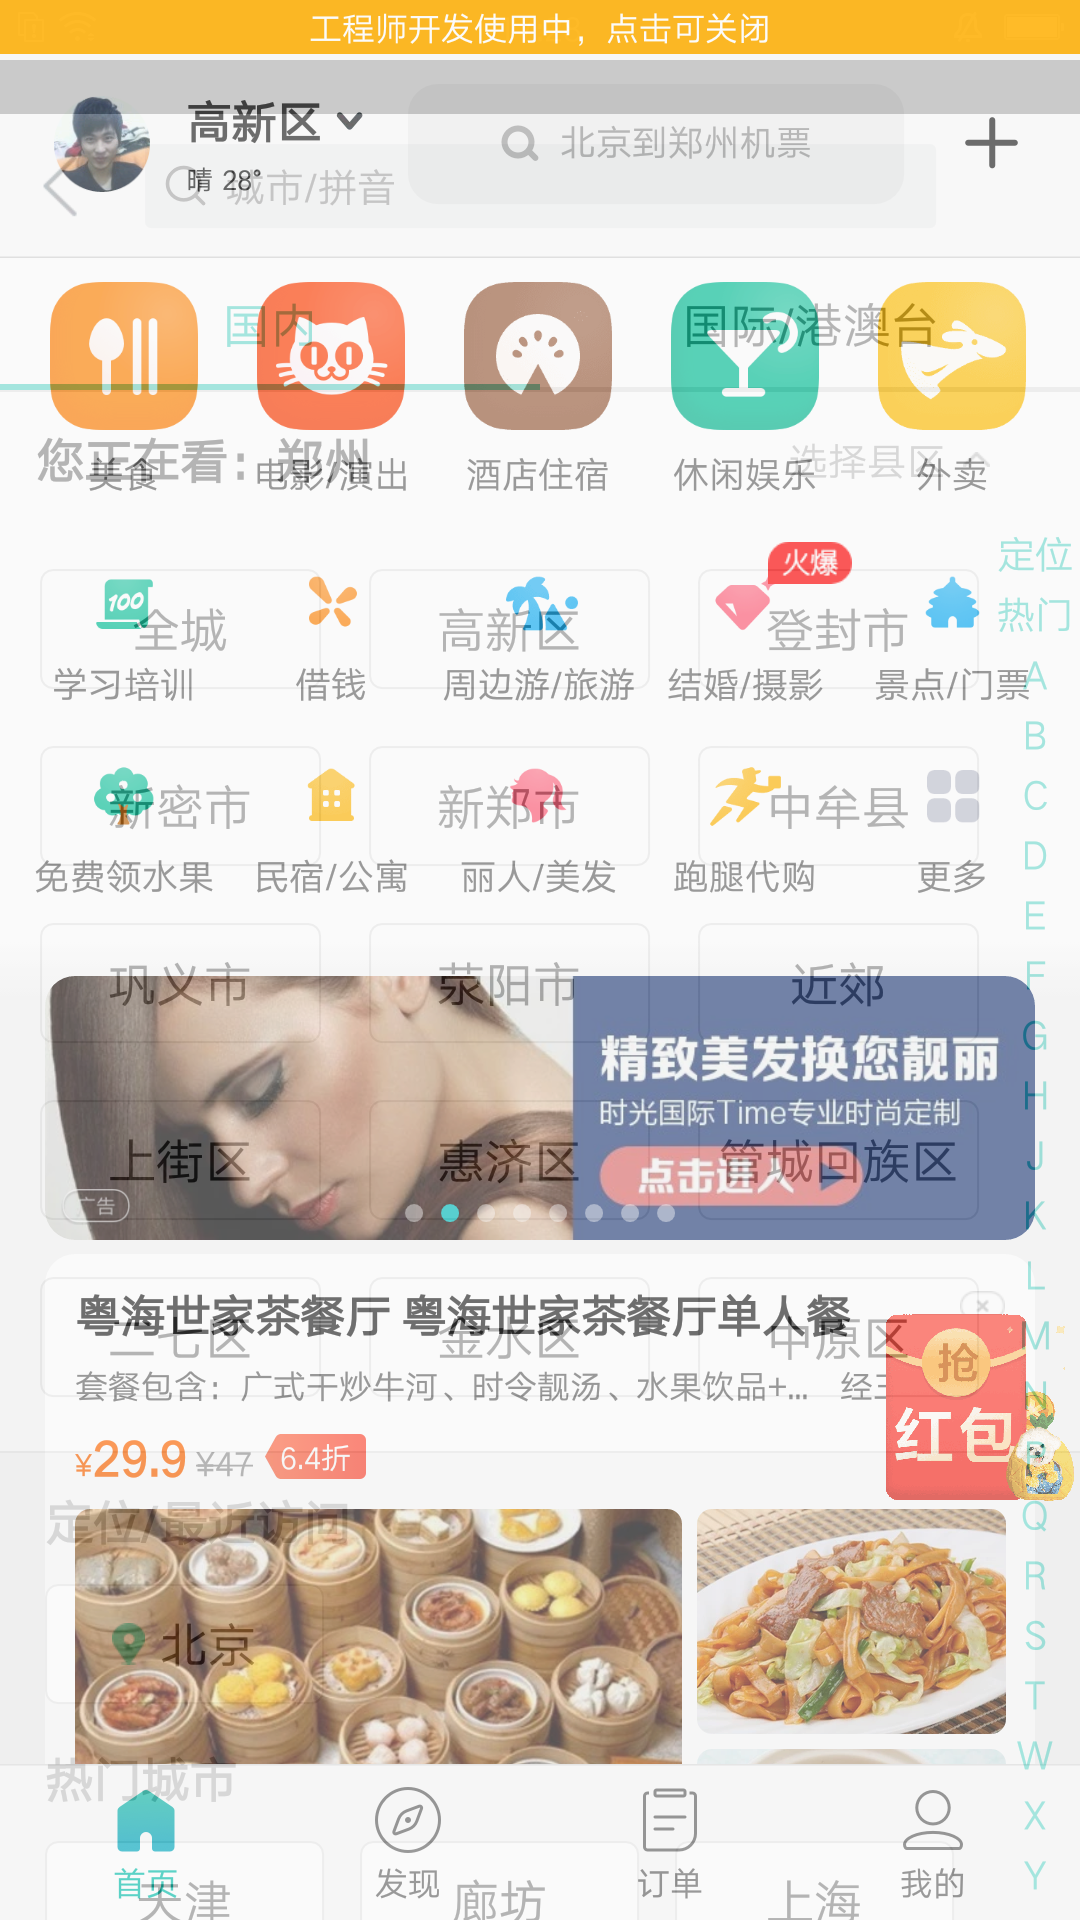 工程师开发使用中，点击可关闭
高新区
北京到郑州机票
晴 28°
城市/拼音
国内
国际/港澳台
您正在看：郑州
选择县区
美食
电影/演出
酒店住宿
休闲娱乐
外卖
定位
热门
火爆
100
全城
高新区
登封市
学习培训
借钱
周边游/旅游
结婚/摄影
景点/门票
A
B
新密市
新郑市
中牟县
C
D
免费领水果
民宿/公寓
丽人/美发
跑腿代购
更多
E
巩义市
荥阳市
近郊
F
精致美发换您靓丽
G
时光国际Time专业时尚定制
H
上街区
惠济区
管城回族区
J
点击进入
广告
K
L
粤海世家茶餐厅 粤海世家茶餐厅单人餐
二七区
金水区
中原区
M
抢
红包
套餐包含：广式干炒牛河、时令靓汤、水果饮品+... 经三
N
¥29.9 ¥47 6.4折
P
定位/最近访问
Q
R
北京
S
T
热门城市
W
X
首页
发现
订单
我的
Y
天津
廊坊
上海